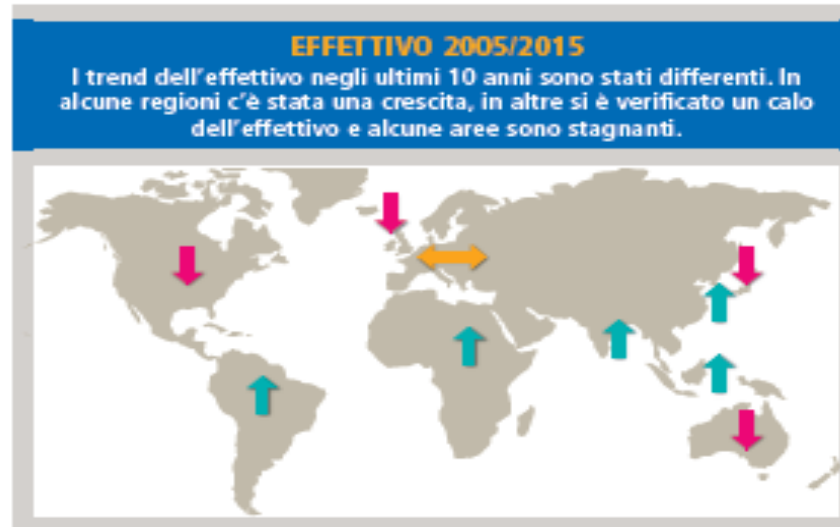 EFFETTIVO 2005/2015
I trend dell'effettivo negli ultimi 10 anni sono stati differenti. In
alcune regioni c'è stata una crescita, in altre si è verificato un calo
dell'effettivo e alcune aree sono stagnanti.